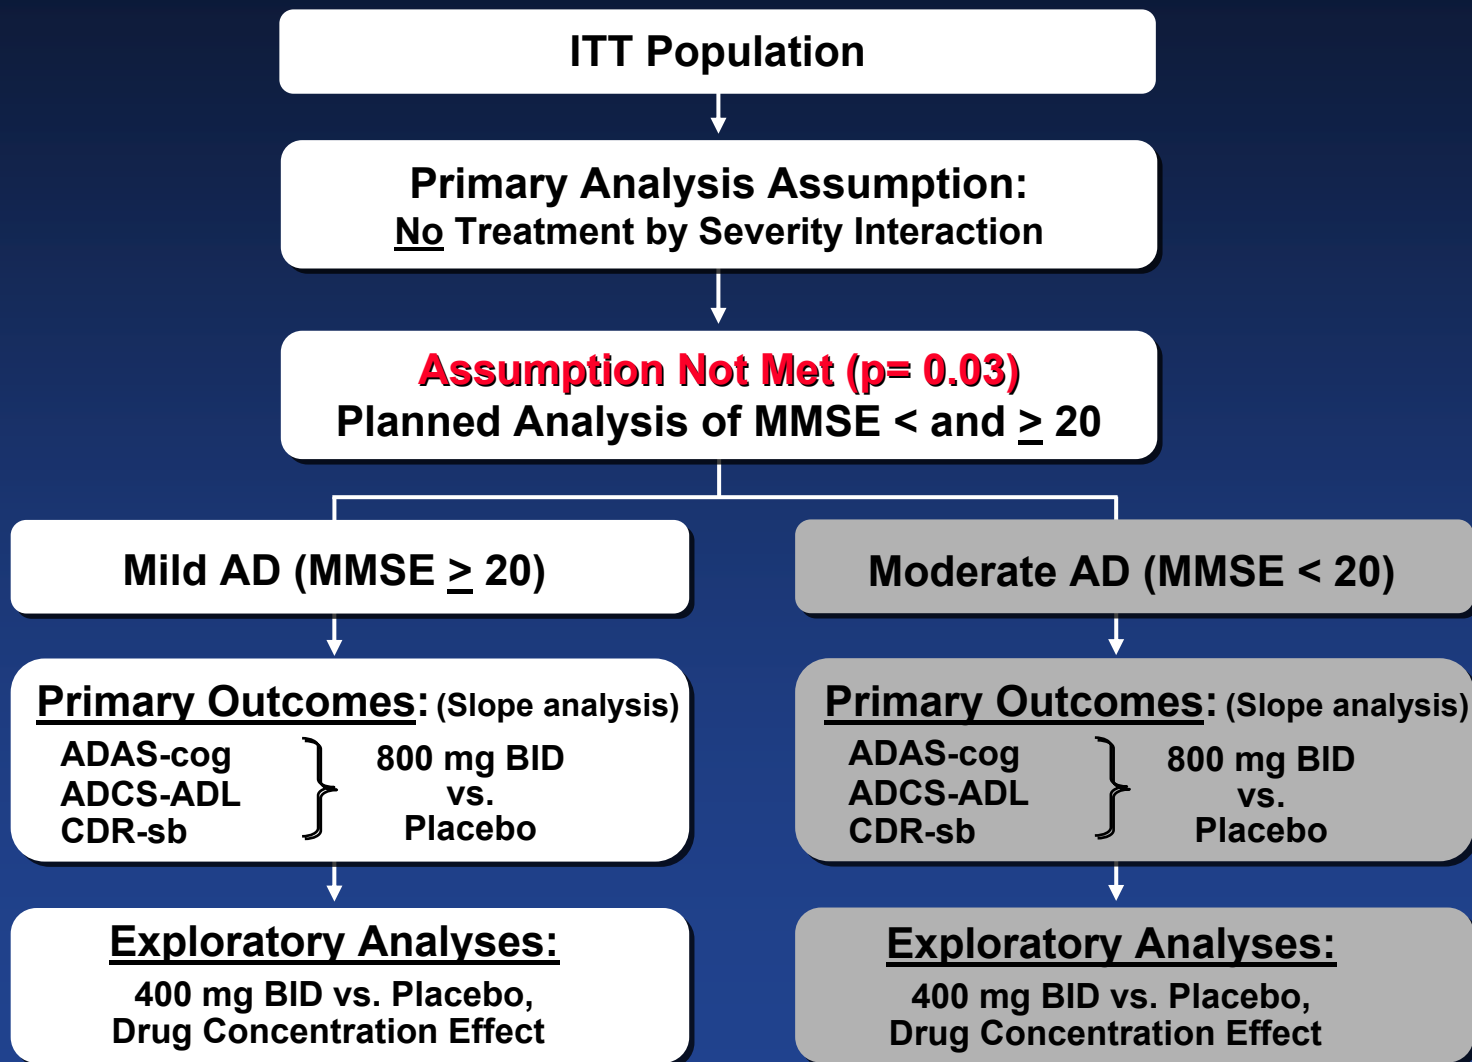 ITT Population
Primary Analysis Assumption:
No Treatment by Severity Interaction
Assumption Not Met (p= 0.03)
Planned Analysis of MMSE < and ≥ 20
Mild AD (MMSE ≥ 20)
Primary Outcomes: (Slope analysis)
ADAS-cog
ADCS-ADL
CDR-sb
800 mg BID
vs.
Placebo
Exploratory Analyses:
400 mg BID vs. Placebo,
Drug Concentration Effect
Moderate AD (MMSE < 20)
Primary Outcomes: (Slope analysis)
ADAS-cog
ADCS-ADL
CDR-sb
800 mg BID
vs.
Placebo
Exploratory Analyses:
400 mg BID vs. Placebo,
Drug Concentration Effect